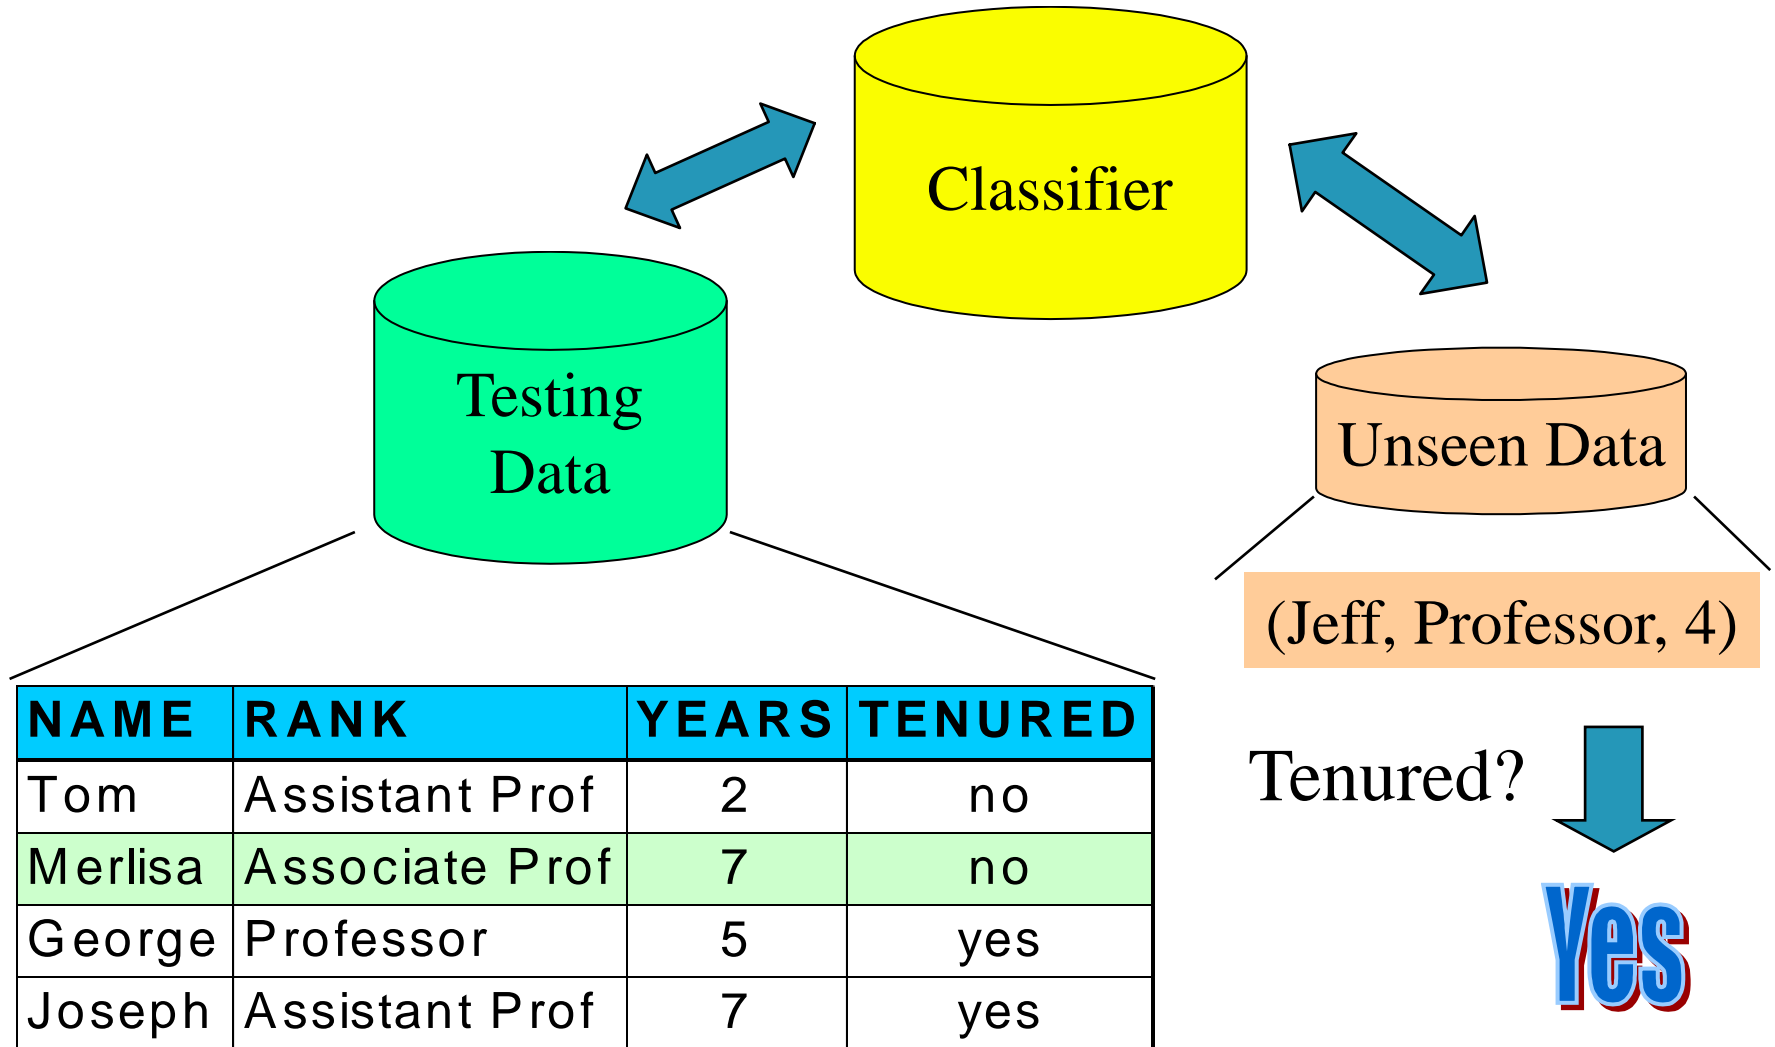 Classifier
Testing
Data
Unseen Data
(Jeff, Professor, 4)
NAME RANK YEARS TENURED
Tom Assistant Prof 2 no
Merlisa Associate Prof 7 no
George Professor 5 yes
Joseph Assistant Prof 7 yes
Tenured?
Yes